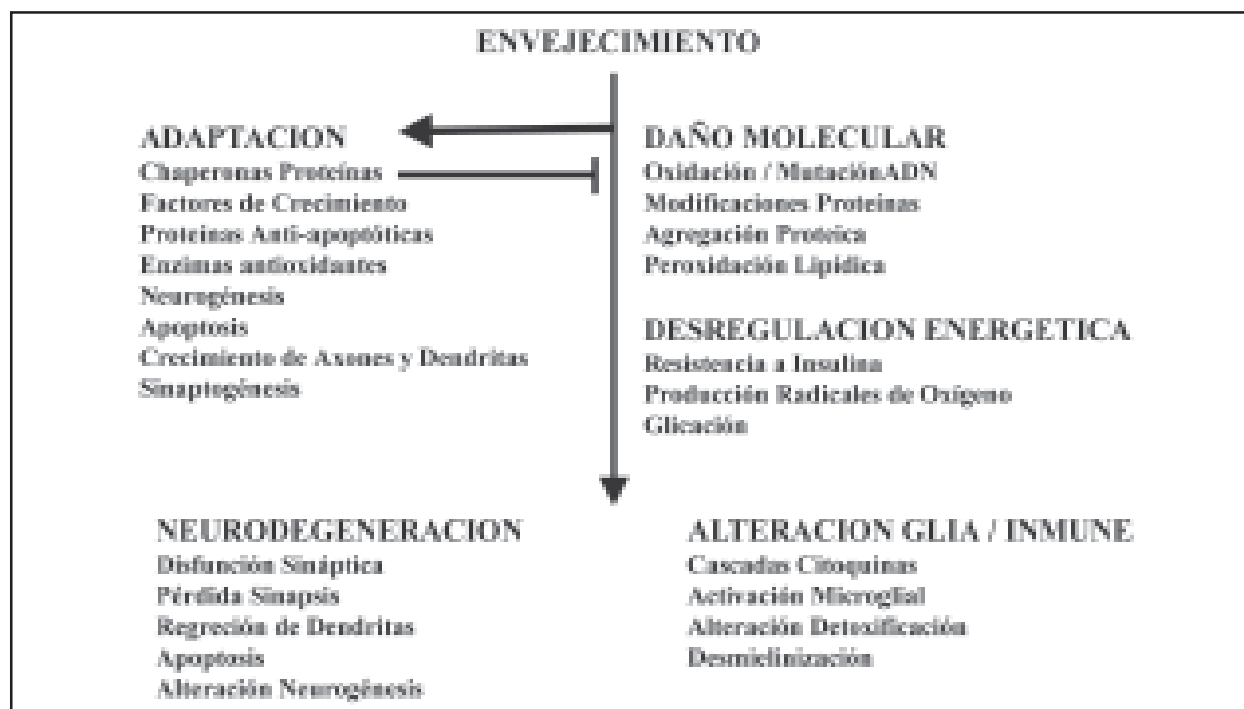 ENVEJECIMIENTO
ADAPTACION
Chaperonas Proteínas
Factores de Crecimiento
Proteínas Anti-apoptóticas
Enzimas antioxidantes
Neurogénesis
Apoptosis
Crecimiento de Axones y Dendritas
Sinaptogénesis
DAÑO MOLECULAR
Oxidación / MutaciónADN
Modificaciones Proteinas
Agregación Proteica
Peroxidación Lipídica
DESREGULACION ENERGETICA
Resistencia a Insulina
Producción Radicales de Oxígeno
Glicación
NEURODEGENERACION
Disfunción Sináptica
Pérdida Sinapsis
Regreción de Dendritas
Apoptosis
Alteración Neurogénesis
ALTERACION GLIA / INMUNE
Cascadas Citoquinas
Activación Microglial
Alteración Detoxificación
Desmielinización